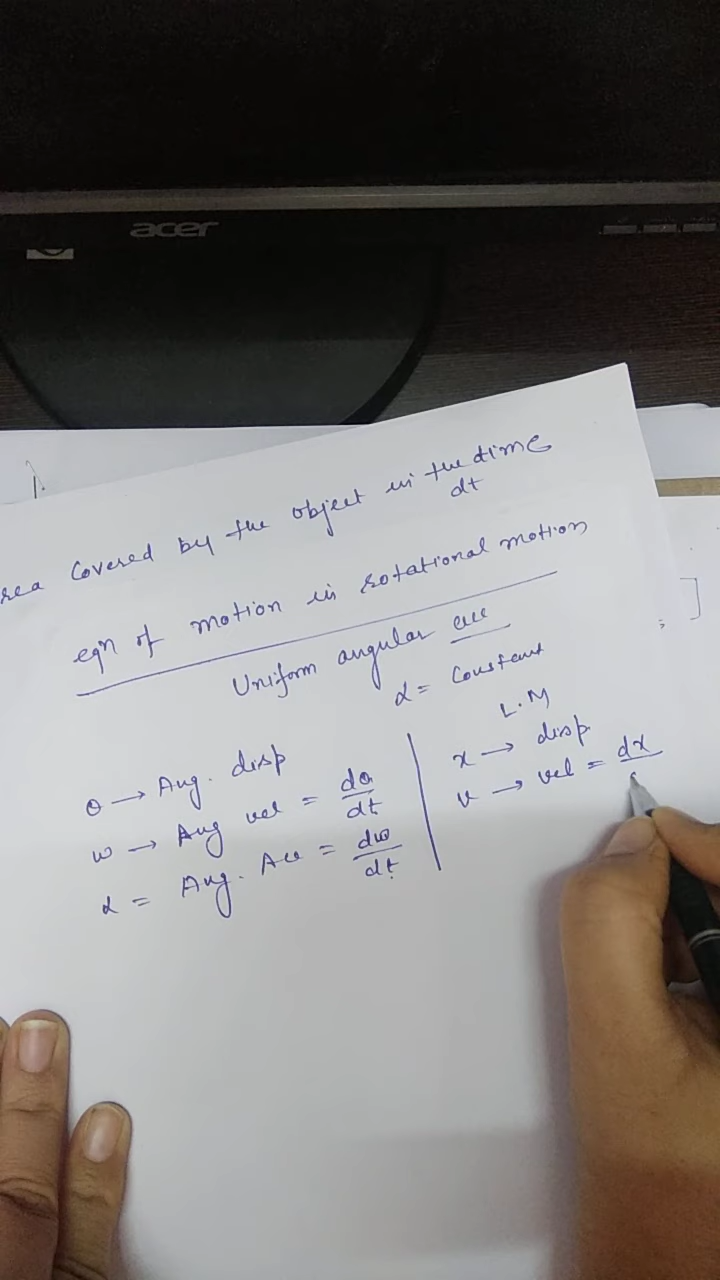 acer
rea covered by the object in the time
dt
eqn of motion in rotational motion
Uniform angular acc
α = Constant
θ → Ang. disp
ω → Ang vel = dθ/dt
α = Ang. Acc = dω/dt
L.M
x → disp
v → vel = dx/
]
;